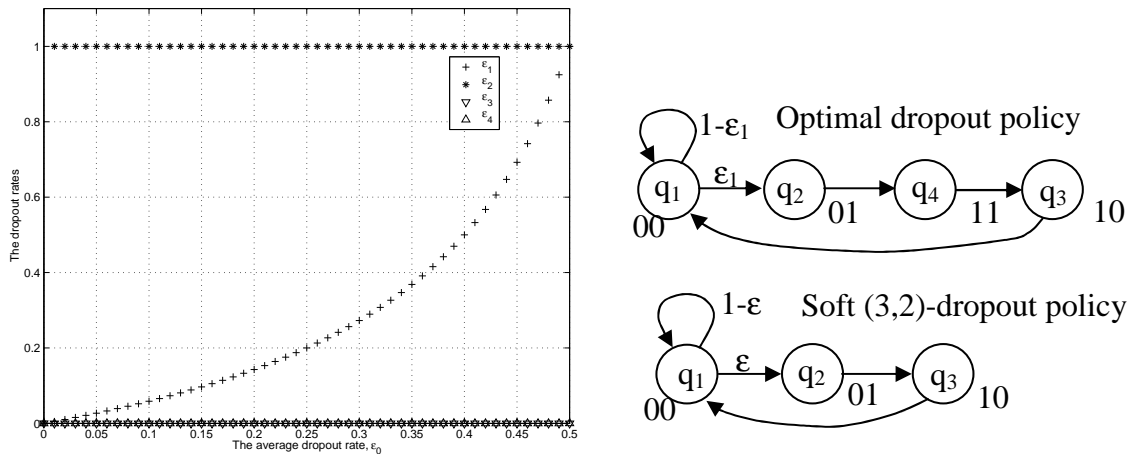 1
0.8
0.6
0.4
0.2
0
The dropout rates
0 0.05 0.1 0.15 0.2 0.25 0.3 0.35 0.4 0.45 0.5
The average dropout rate, ε0
ε1
ε2
ε3
ε4
Optimal dropout policy
1-ε1
q1 ε1 q2 q4 q3
00 01 11 10
Soft (3,2)-dropout policy
1-ε
q1 ε q2 q3
00 01 10